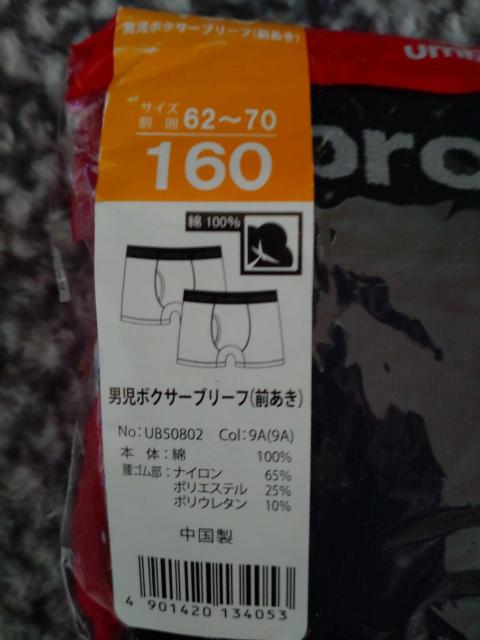 男児ボクサーブリーフ(前あき)
サイズ
胴囲 62〜70
160
綿 100%
男児ボクサーブリーフ(前あき)
No:UB50802 Col:9A(9A)
本 体:綿 100%
腰ゴム部:ナイロン 65%
ポリエステル 25%
ポリウレタン 10%
中国製
4 901420 134053